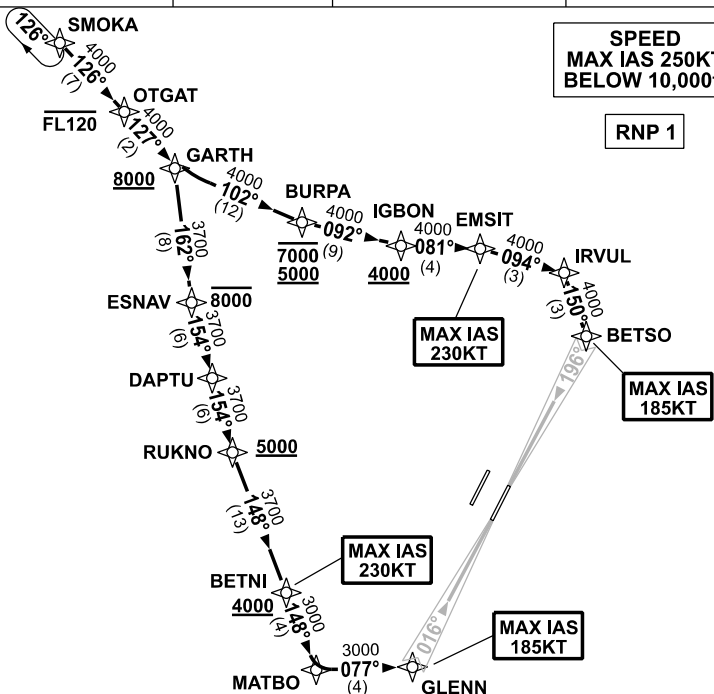 SMOKA
126°
4000
126°
(7)
SPEED
MAX IAS 250KT
BELOW 10,000
OTGAT
FL120
4000
127°
(2)
RNP 1
GARTH
8000
4000
102°
(12)
BURPA
7000
5000
4000
092°
(9)
IGBON
4000
4000
081°
(4)
EMSIT
4000
094°
(3)
IRVUL
4000
150°
(3)
BETSO
MAX IAS
230KT
MAX IAS
185KT
3700
162°
(8)
ESNAV
8000
3700
154°
(6)
DAPTU
3700
154°
(6)
RUKNO
5000
196°
3700
148°
(13)
BETNI
4000
MAX IAS
230KT
3000
148°
(4)
016°
MAX IAS
185KT
MATBO
3000
077°
(4)
GLENN